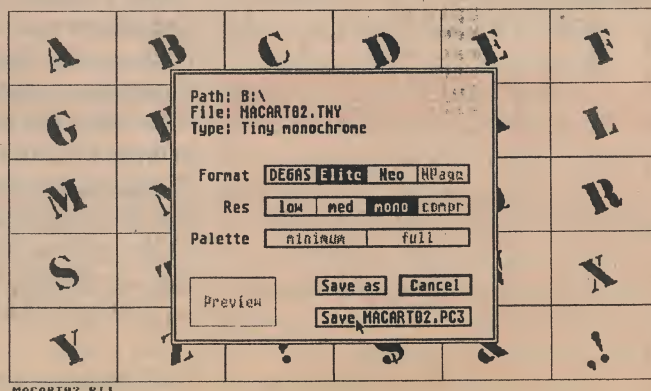 A B C D E F
G L
M R
S X
Y !
Path: B:\
File: MACART02.TNY
Type: Tiny monochrome
Format DEGAS Elite Neo NPage
Res low med mono compr
Palette minimum full
Preview
Save as Cancel
Save MACART02.PC3